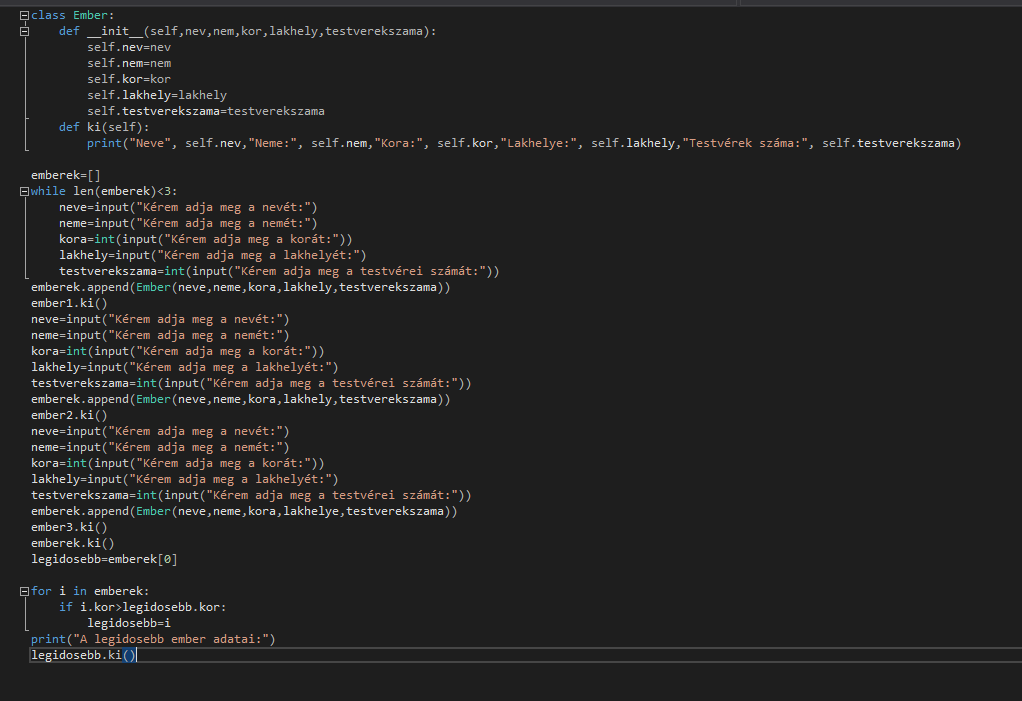 class Ember:
    def __init__(self,nev,nem,kor,lakhely,testverekszama):
        self.nev=nev
        self.nem=nem
        self.kor=kor
        self.lakhely=lakhely
        self.testverekszama=testverekszama
    def ki(self):
        print("Neve", self.nev,"Neme:", self.nem,"Kora:", self.kor,"Lakhelye:", self.lakhely,"Testvérek száma:", self.testverekszama)

emberek=[]
while len(emberek)<3:
    neve=input("Kérem adja meg a nevét:")
    neme=input("Kérem adja meg a nemét:")
    kora=int(input("Kérem adja meg a korát:"))
    lakhely=input("Kérem adja meg a lakhelyét:")
    testverekszama=int(input("Kérem adja meg a testvérei számát:"))
emberek.append(Ember(neve,neme,kora,lakhely,testverekszama))
ember1.ki()
neve=input("Kérem adja meg a nevét:")
neme=input("Kérem adja meg a nemét:")
kora=int(input("Kérem adja meg a korát:"))
lakhely=input("Kérem adja meg a lakhelyét:")
testverekszama=int(input("Kérem adja meg a testvérei számát:"))
emberek.append(Ember(neve,neme,kora,lakhely,testverekszama))
ember2.ki()
neve=input("Kérem adja meg a nevét:")
neme=input("Kérem adja meg a nemét:")
kora=int(input("Kérem adja meg a korát:"))
lakhely=input("Kérem adja meg a lakhelyét:")
testverekszama=int(input("Kérem adja meg a testvérei számát:"))
emberek.append(Ember(neve,neme,kora,lakhelye,testverekszama))
ember3.ki()
emberek.ki()
legidosebb=emberek[0]

for i in emberek:
    if i.kor>legidosebb.kor:
        legidosebb=i
print("A legidosebb ember adatai:")
legidosebb.ki()